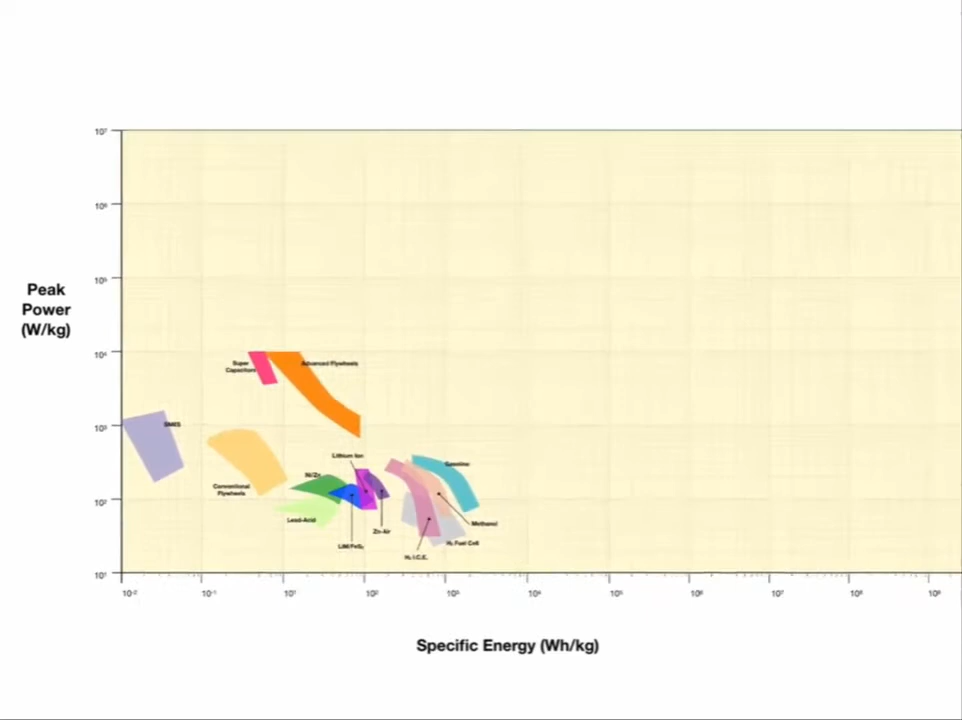 10⁷
10⁶
10⁵
Peak
Power
(W/kg)
10⁴
Super
Capacitors
Advanced Flywheels
10³
SMES
Lithium Ion
Gasoline
Ni/Zn
Conventional
Flywheels
10²
Lead-Acid
Methanol
Zn-Air
H₂ Fuel Cell
LiM/FeS₂
H₂ I.C.E.
10¹
10⁻² 10⁻¹ 10¹ 10² 10³ 10⁴ 10⁵ 10⁶ 10⁷ 10⁸ 10⁹
Specific Energy (Wh/kg)